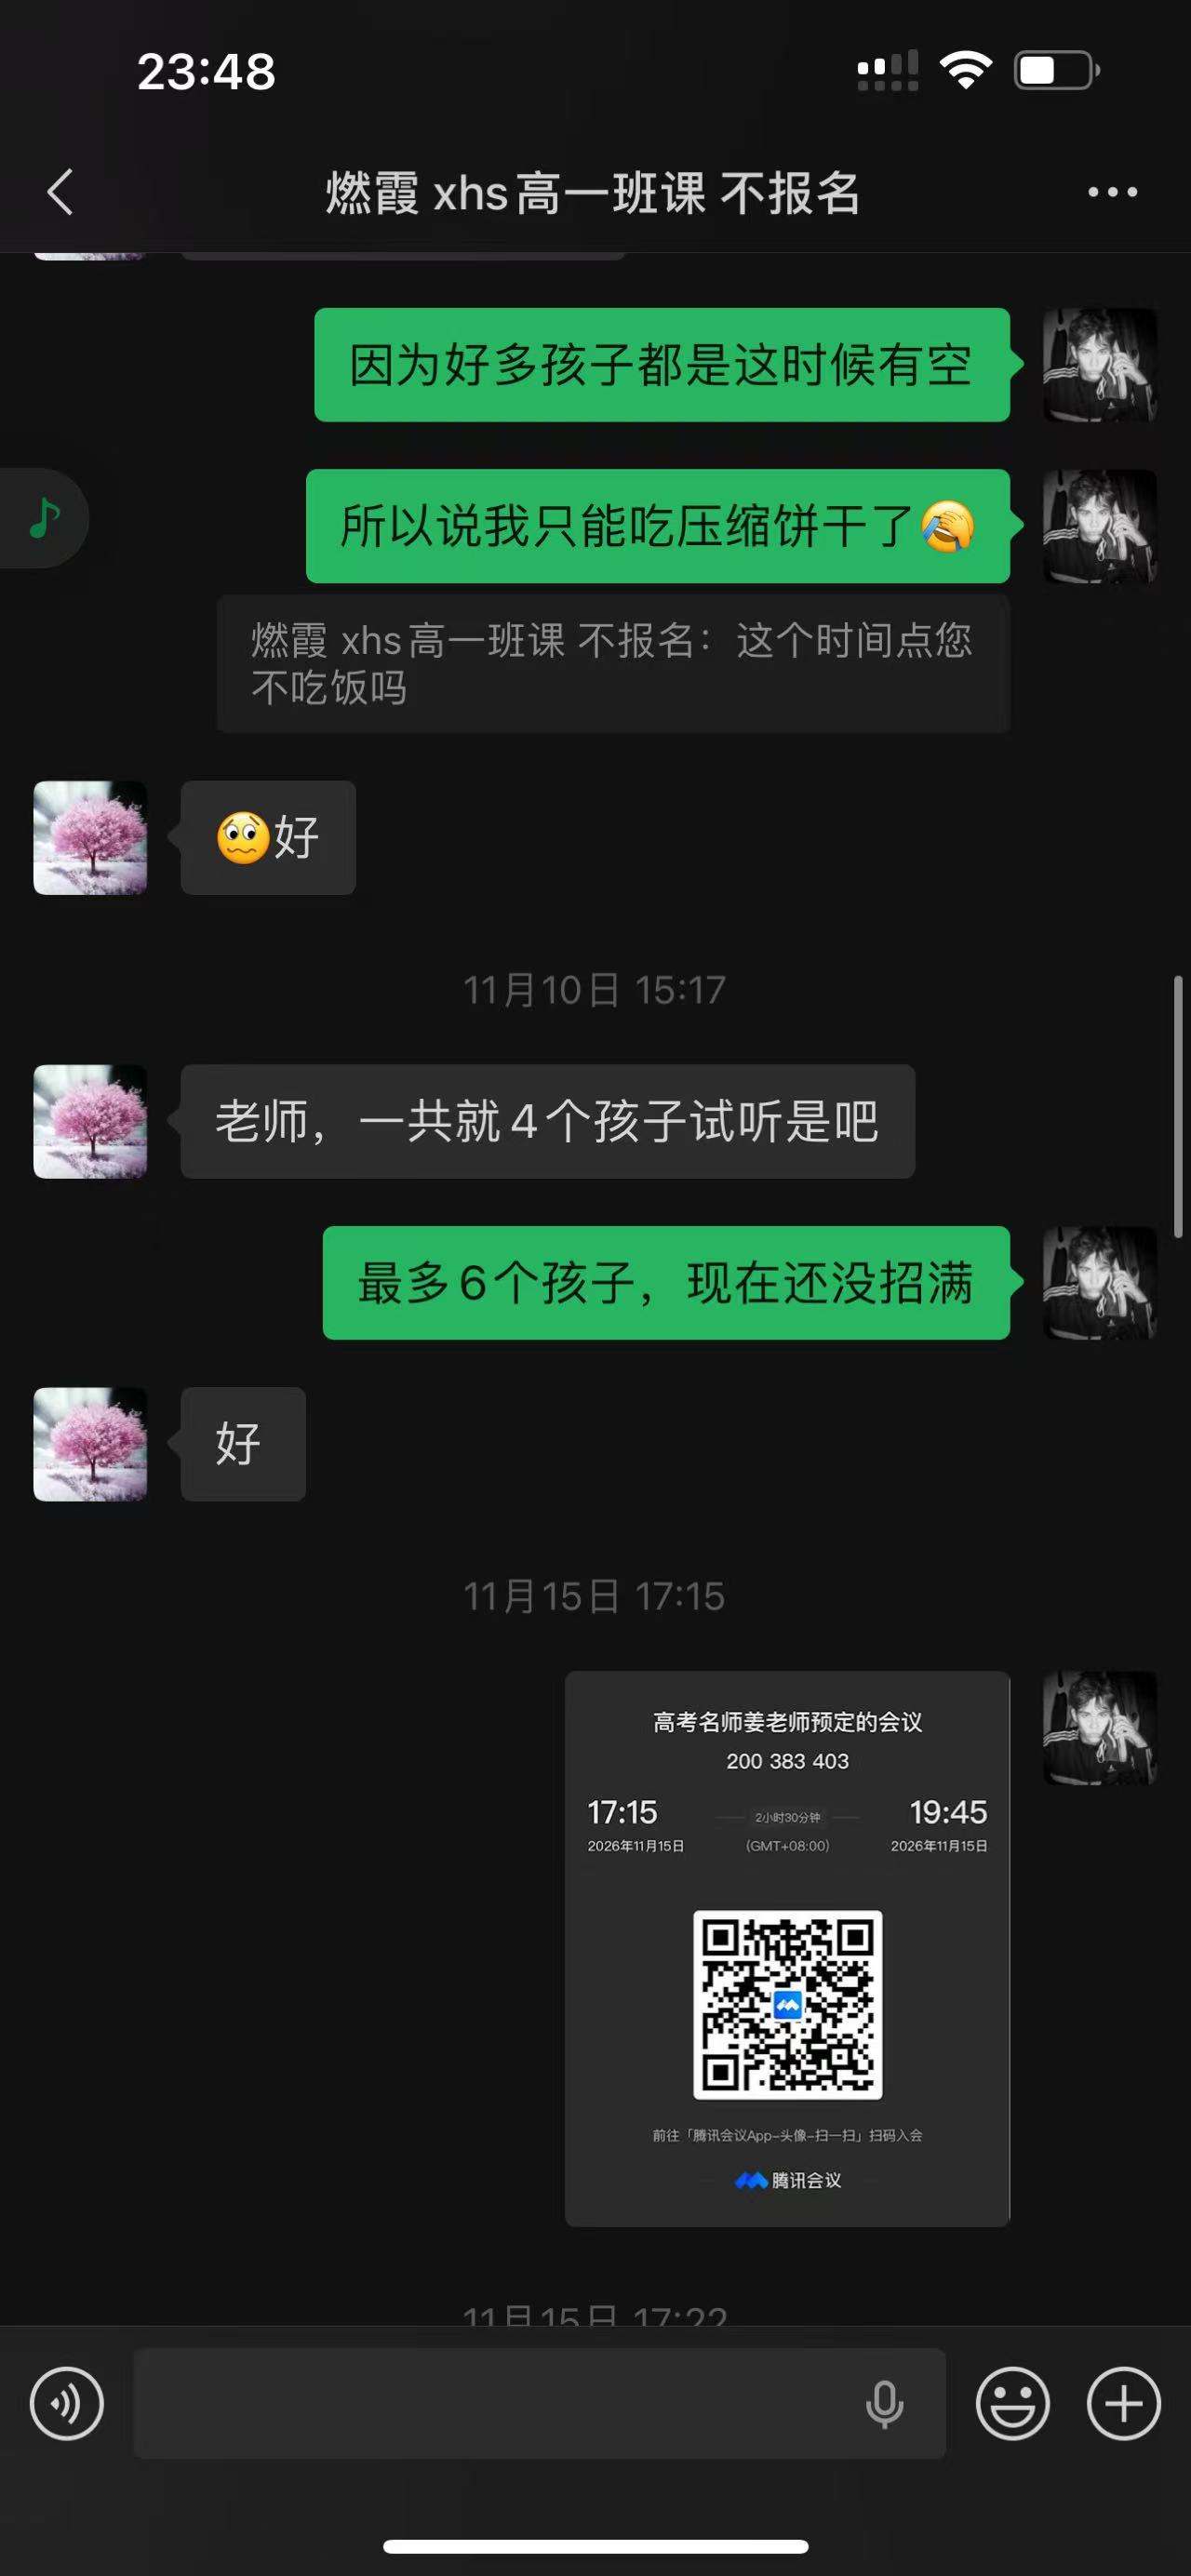 23:48
燃霞 xhs高一班课 不报名
因为好多孩子都是这时候有空
所以说我只能吃压缩饼干了🤦
燃霞 xhs高一班课 不报名：这个时间点您
不吃饭吗
🥴好
11月10日 15:17
老师，一共就4个孩子试听是吧
最多6个孩子，现在还没招满
好
11月15日 17:15
高考名师姜老师预定的会议
200 383 403
17:15 2小时30分钟 19:45
2026年11月15日 (GMT+08:00) 2026年11月15日
前往「腾讯会议App-头像-扫一扫」扫码入会
腾讯会议
11月15日 17:22